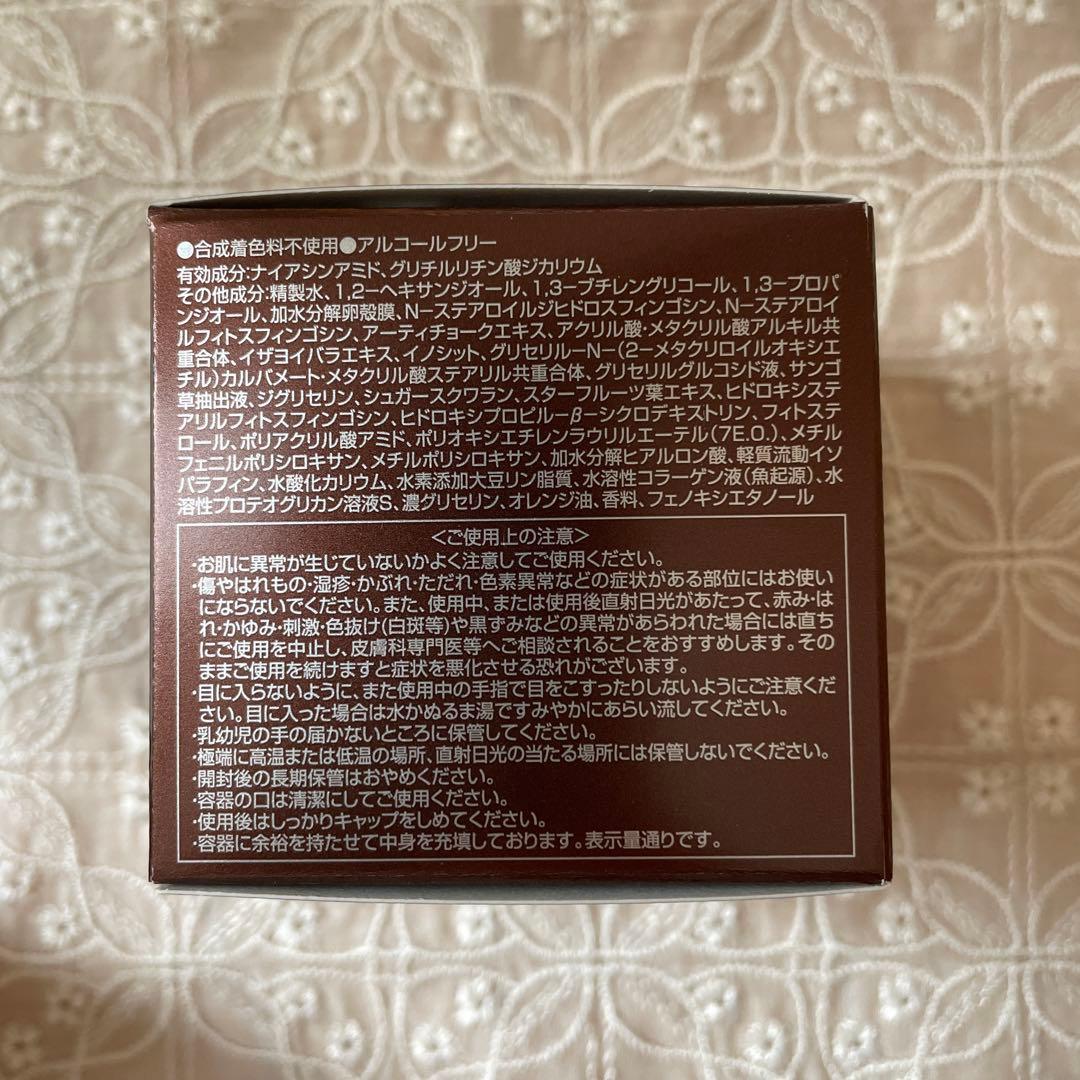 ●合成着色料不使用●アルコールフリー
有効成分:ナイアシンアミド、グリチルリチン酸ジカリウム
その他成分:精製水、1,2ーヘキサンジオール、1,3ーブチレングリコール、1,3ープロパ
ンジオール、加水分解卵殻膜、NーステアロイルジヒドロスフィンゴシN、Nーステアロイ
ルフィトスフィンゴシン、アーティチョークエキス、アクリル酸・メタクリル酸アルキル共
重合体、イザヨイバラエキス、イノシット、グリセリルーNー(2ーメタクリロイルオキシエ
チル)カルバメート・メタクリル酸ステアリル共重合体、グリセリルグルコシド液、サンゴ
草抽出液、ジグリセリン、シュガースクワラン、スターフルーツ葉エキス、ヒドロキシステ
アリルフィトスフィンゴシン、ヒドロキシプロピルーβーシクロデキストリン、フィトステ
ロール、ポリアクリル酸アミド、ポリオキシエチレンラウリルエーテル(7E.O.)、メチル
フェニルポリシロキサン、メチルポリシロキサン、加水分解ヒアルロン酸、軽質流動イソ
パラフィン、水酸化カリウム、水素添加大豆リン脂質、水溶性コラーゲン液(魚起源)、水
溶性プロテオグリカン溶液S、濃グリセリン、オレンジ油、香料、フェノキシエタノール
<ご使用上の注意>
・お肌に異常が生じていないかよく注意してご使用ください。
・傷やはれもの・湿疹・かぶれ・ただれ・色素異常などの症状がある部位にはお使い
にならないでください。また、使用中、または使用後直射日光があたって、赤み・は
れ・かゆみ・刺激・色抜け(白斑等)や黒ずみなどの異常があらわれた場合には直ち
にご使用を中止し、皮膚科専門医等へご相談されることをおすすめします。その
ままご使用を続けますと症状を悪化させる恐れがございます。
・目に入らないように、また使用中の手指で目をこすったりしないようにご注意くだ
さい。目に入った場合は水かぬるま湯ですみやかにあらい流してください。
・乳幼児の手の届かないところに保管してください。
・極端に高温または低温の場所、直射日光の当たる場所には保管しないでください。
・開封後の長期保管はおやめください。
・容器の口は清潔にしてご使用ください。
・使用後はしっかりキャップをしめてください。
・容器に余裕を持たせて中身を充填しております。表示量通りです。